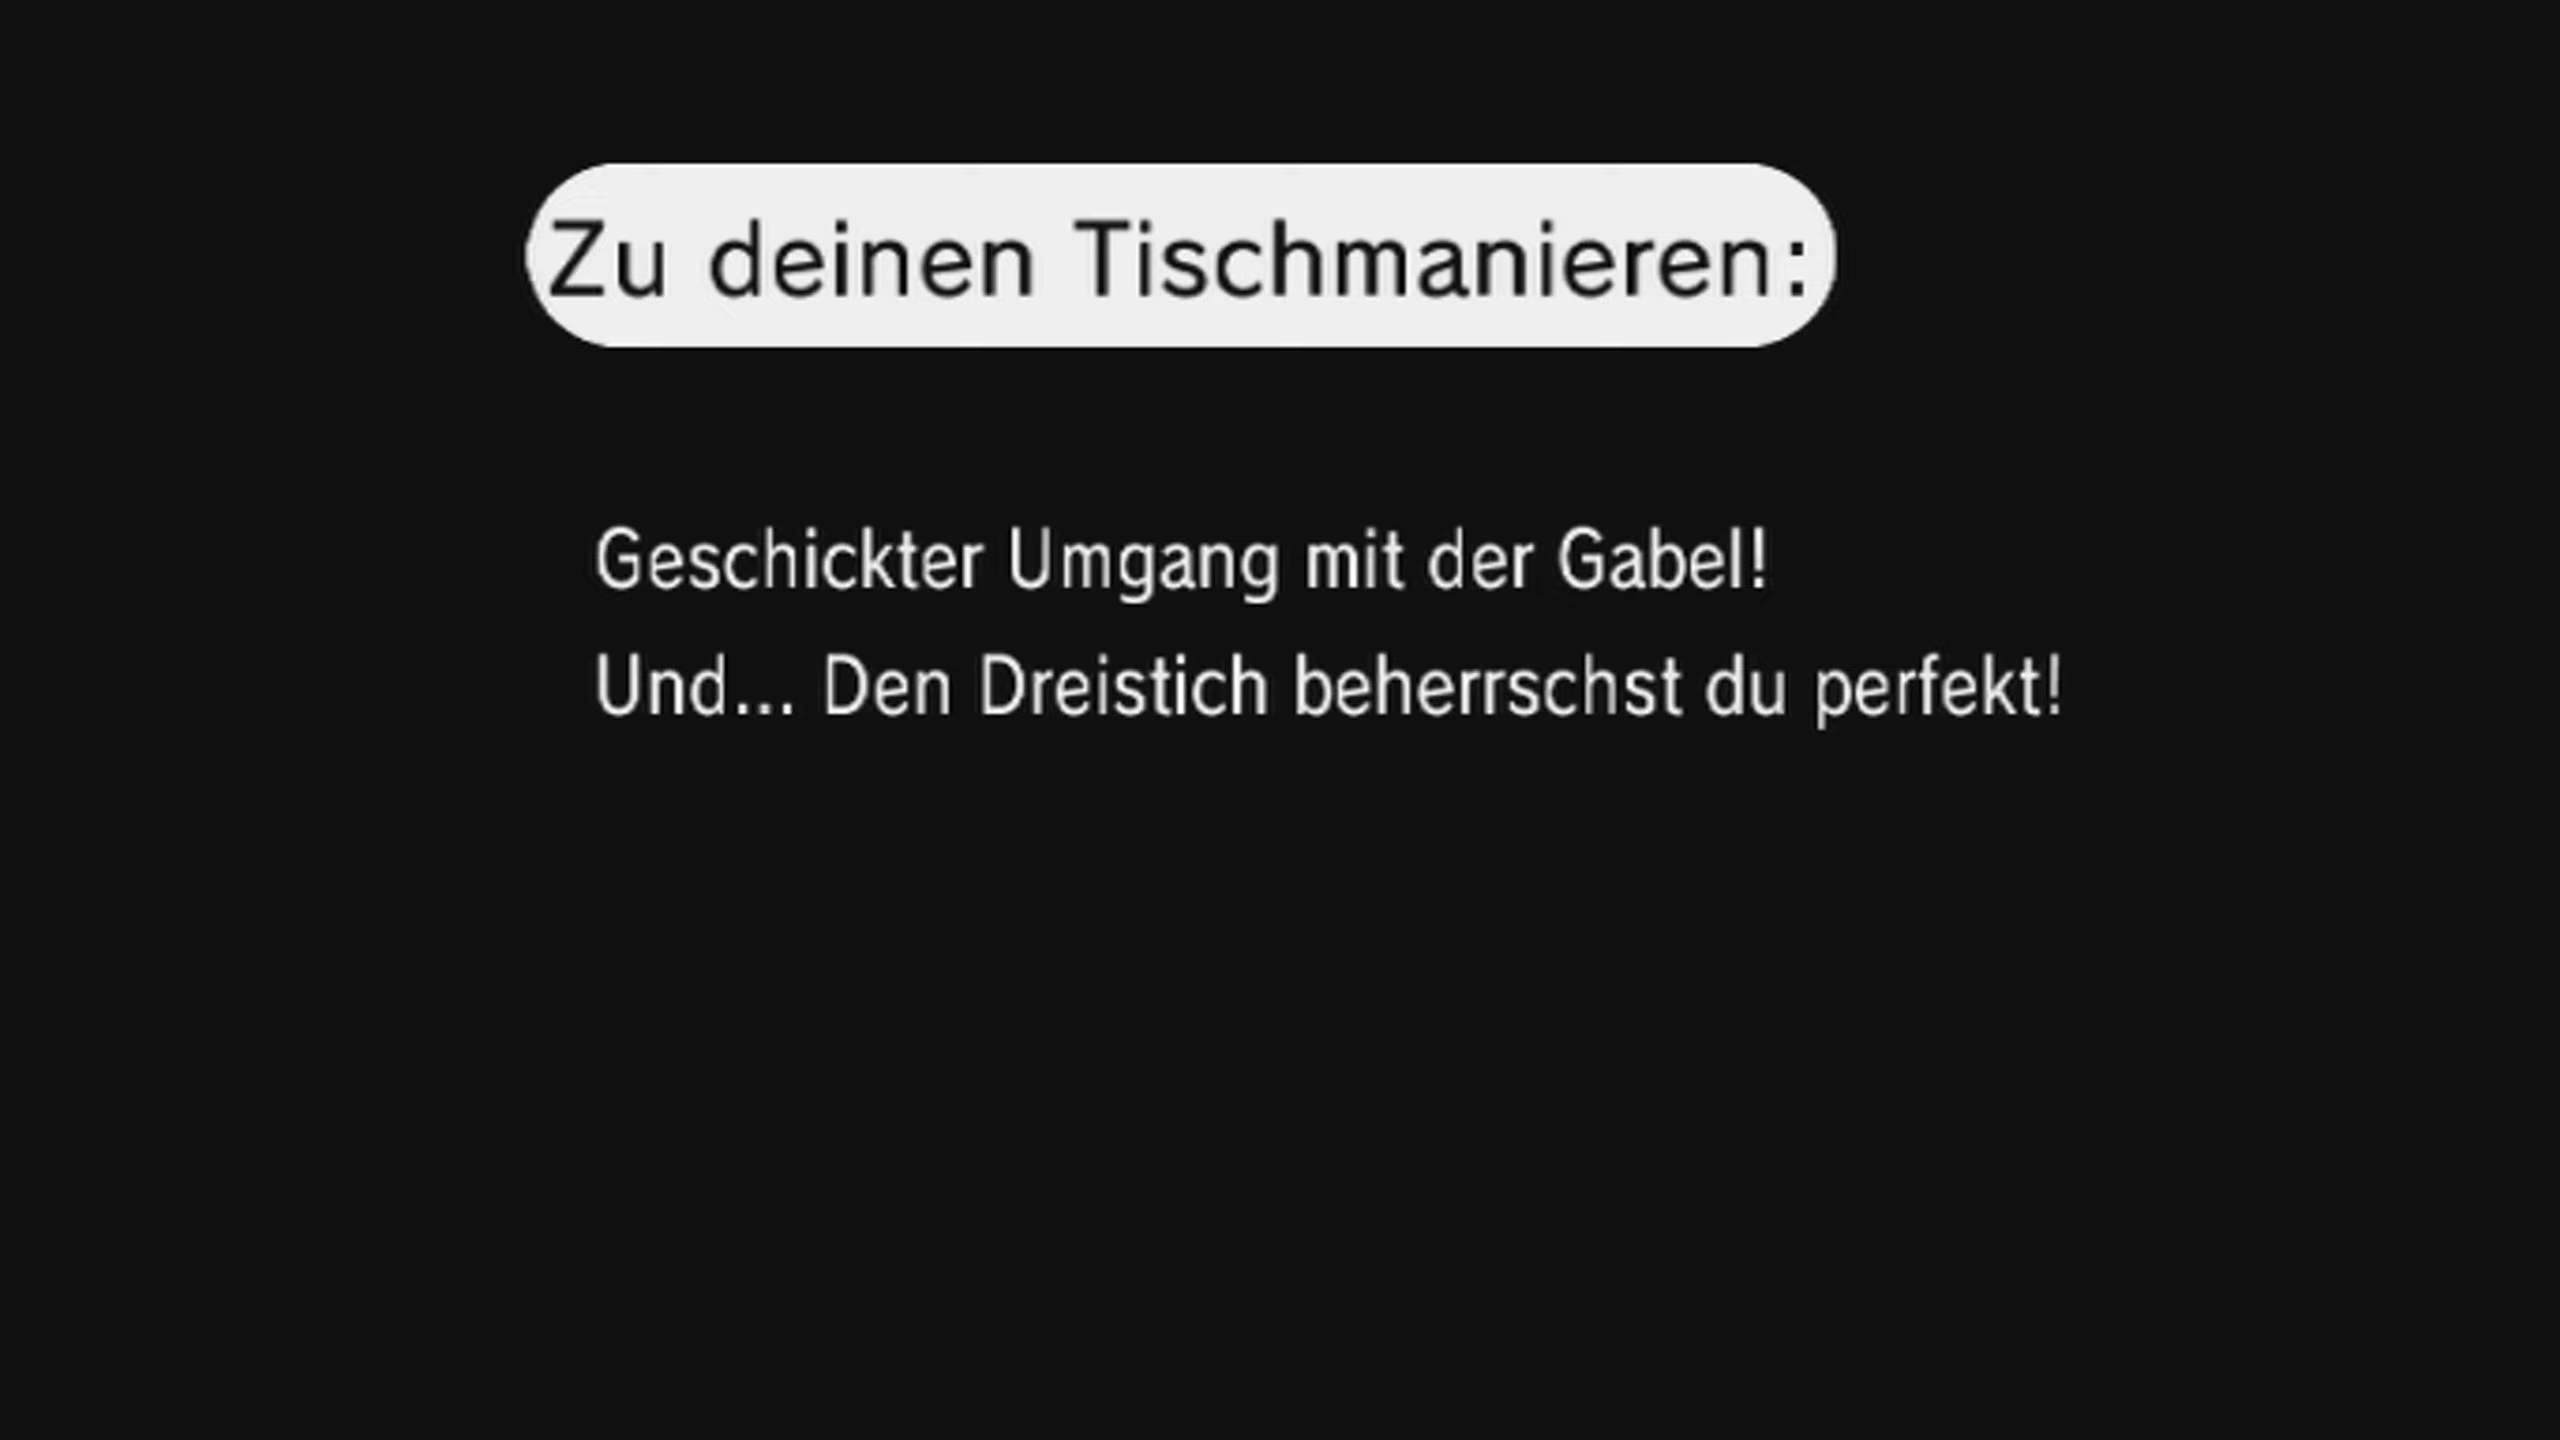 Zu deinen Tischmanieren:
Geschickter Umgang mit der Gabel!
Und... Den Dreistich beherrschst du perfekt!